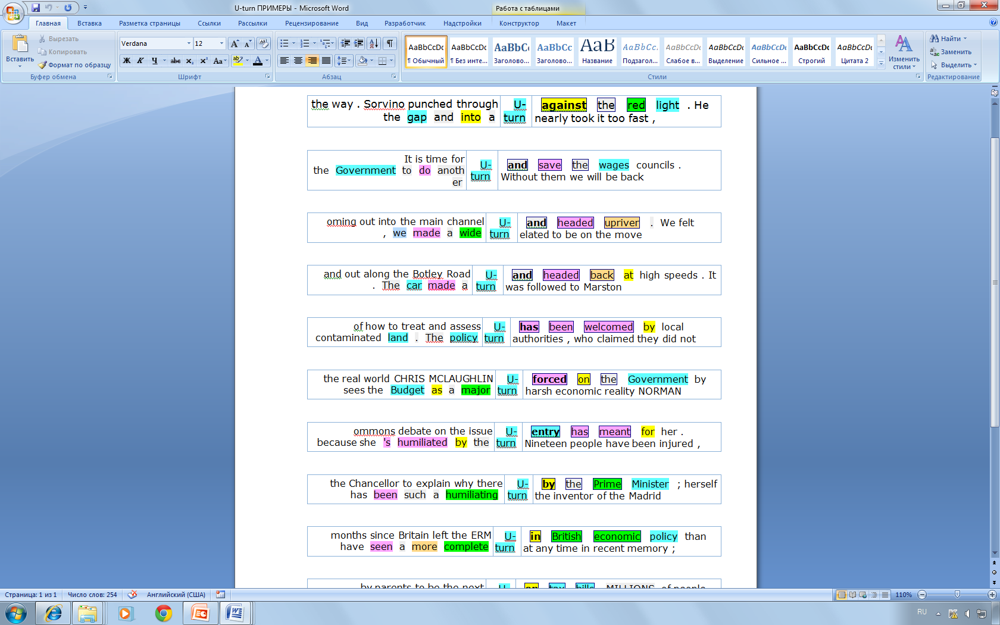 U-turn ПРИМЕРЫ - Microsoft Word
Работа с таблицами
Главная Вставка Разметка страницы Ссылки Рассылки Рецензирование Вид Разработчик Надстройки Конструктор Макет
Вставить
Вырезать
Копировать
Формат по образцу
Буфер обмена
Verdana 12
Ж К Ч abc x₂ x² Aa
Шрифт
Абзац
AaBbCcDc AaBbCcDc AaBbC AaBbCc AaB AaBbCc. AaBbCcDc AaBbCcDc AaBbCcDc AaBbCcDc AaBbCcDc
¶ Обычный ¶ Без инте... Заголово... Заголово... Название Подзагол... Слабое в... Выделение Сильное ... Строгий Цитата 2
Стили
Изменить стили
Найти
Заменить
Выделить
Редактирование
the way . Sorvino punched through
the gap and into a
U-
turn
against the red light . He
nearly took it too fast ,
It is time for
the Government to do anoth
er
U-
turn
and save the wages councils .
Without them we will be back
oming out into the main channel
, we made a wide
U-
turn
and headed upriver . We felt
elated to be on the move
and out along the Botley Road
. The car made a
U-
turn
and headed back at high speeds . It
was followed to Marston
of how to treat and assess
contaminated land . The policy
U-
turn
has been welcomed by local
authorities , who claimed they did not
the real world CHRIS MCLAUGHLIN
sees the Budget as a major
U-
turn
forced on the Government by
harsh economic reality NORMAN
ommons debate on the issue
because she 's humiliated by the
U-
turn
entry has meant for her .
Nineteen people have been injured ,
the Chancellor to explain why there
has been such a humiliating
U-
turn
by the Prime Minister ; herself
the inventor of the Madrid
months since Britain left the ERM
have seen a more complete
U-
turn
in British economic policy than
at any time in recent memory ;
by parents to be the next
U-
on tax bills . MILLIONS of people
Страница: 1 из 1 Число слов: 254 Английский (США) 110%
RU